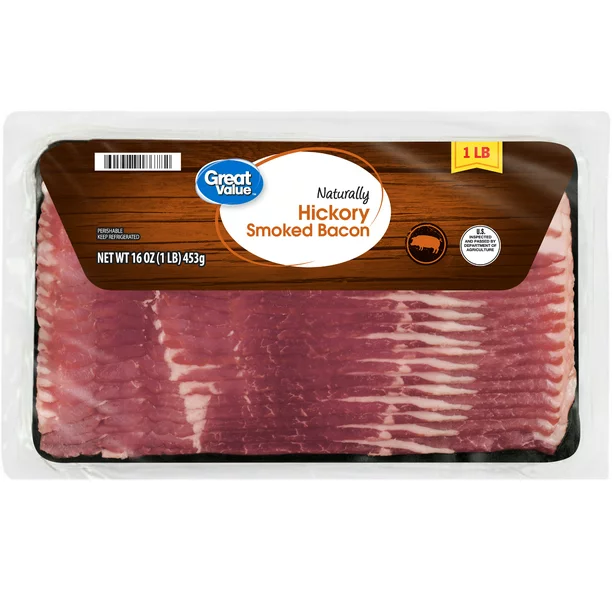 1 LB
Great
Value™
Naturally
Hickory
Smoked Bacon
PERISHABLE
KEEP REFRIGERATED
NET WT 16 OZ (1 LB) 453g
U.S.
INSPECTED
AND PASSED BY
DEPARTMENT OF
AGRICULTURE